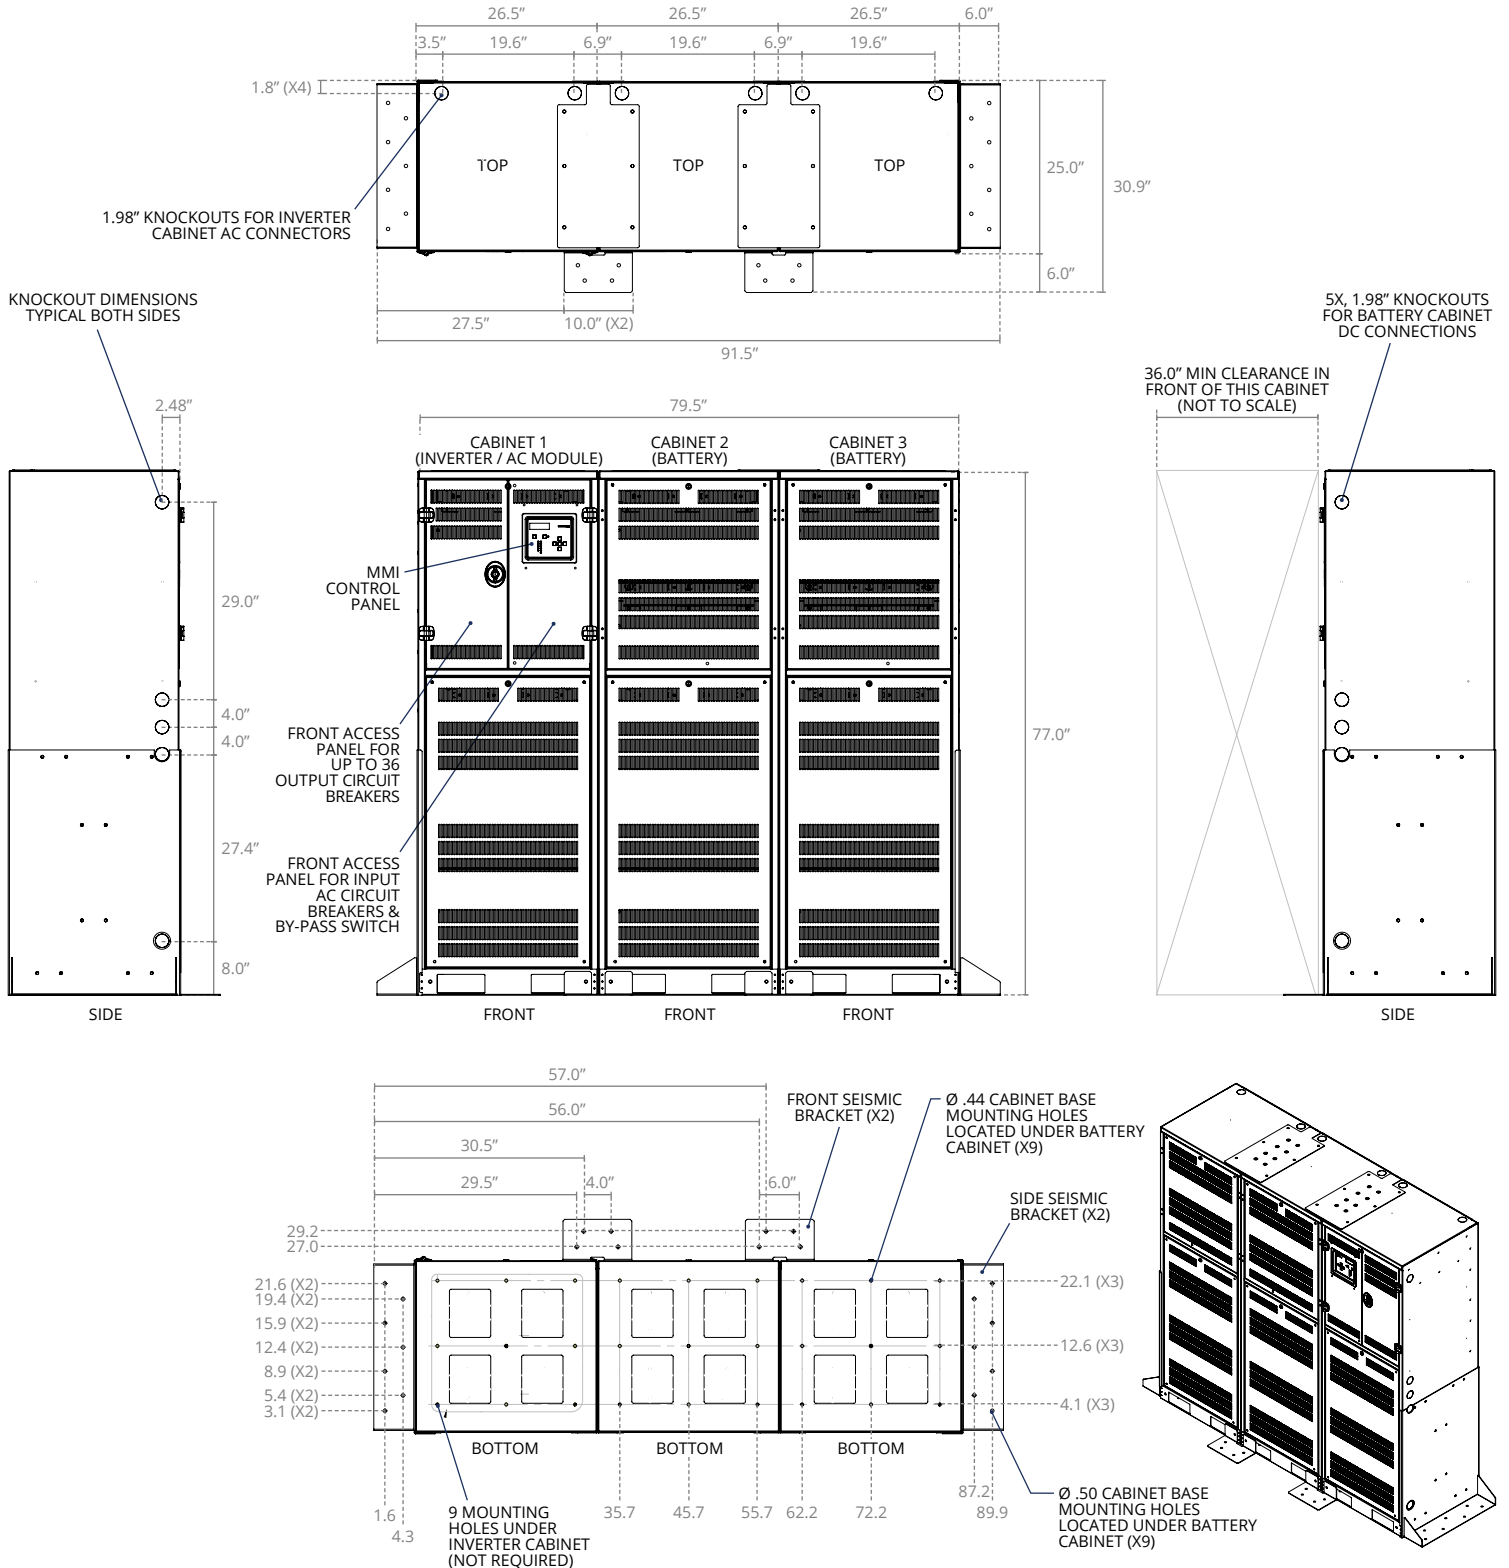 26.5”
26.5”
26.5”
6.0”
3.5”
19.6”
6.9”
19.6”
6.9”
19.6”
1.8” (X4)
TOP
TOP
TOP
25.0”
30.9”
1.98” KNOCKOUTS FOR INVERTER
CABINET AC CONNECTORS
6.0”
27.5”
10.0” (X2)
91.5”
KNOCKOUT DIMENSIONS
TYPICAL BOTH SIDES
5X, 1.98” KNOCKOUTS
FOR BATTERY CABINET
DC CONNECTIONS
36.0” MIN CLEARANCE IN
FRONT OF THIS CABINET
(NOT TO SCALE)
2.48”
79.5”
CABINET 1
(INVERTER / AC MODULE)
CABINET 2
(BATTERY)
CABINET 3
(BATTERY)
MMI
CONTROL
PANEL
29.0”
4.0”
4.0”
27.4”
8.0”
FRONT ACCESS
PANEL FOR
UP TO 36
OUTPUT CIRCUIT
BREAKERS
FRONT ACCESS
PANEL FOR INPUT
AC CIRCUIT
BREAKERS &
BY-PASS SWITCH
77.0”
SIDE
FRONT
FRONT
FRONT
SIDE
57.0”
56.0”
30.5”
29.5”
4.0”
6.0”
FRONT SEISMIC
BRACKET (X2)
Ø .44 CABINET BASE
MOUNTING HOLES
LOCATED UNDER BATTERY
CABINET (X9)
SIDE SEISMIC
BRACKET (X2)
29.2
27.0
21.6 (X2)
19.4 (X2)
15.9 (X2)
12.4 (X2)
8.9 (X2)
5.4 (X2)
3.1 (X2)
22.1 (X3)
12.6 (X3)
4.1 (X3)
BOTTOM
BOTTOM
BOTTOM
1.6
4.3
9 MOUNTING
HOLES UNDER
INVERTER CABINET
(NOT REQUIRED)
35.7
45.7
55.7
62.2
72.2
87.2
89.9
Ø .50 CABINET BASE
MOUNTING HOLES
LOCATED UNDER BATTERY
CABINET (X9)